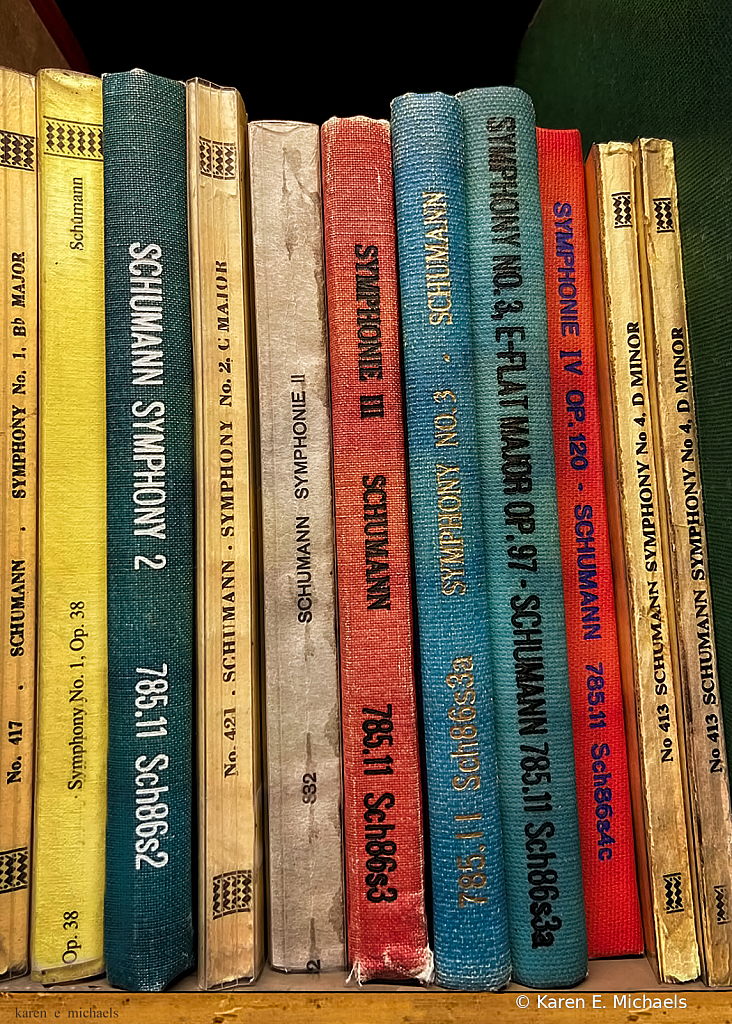 No. 417 . SCHUMANN . SYMPHONY No. 1, B♭ MAJOR
Op. 38 Symphony No. 1, Op. 38 Schumann
SCHUMANN SYMPHONY 2 785.11 Sch86s2
No. 421 . SCHUMANN . SYMPHONY No. 2, C MAJOR
2 832 SCHUMANN SYMPHONIE II
SYMPHONIE III SCHUMANN 785.11 Sch86s3
785.11 Sch86s3a SYMPHONY NO. 3 . SCHUMANN
SYMPHONY NO. 3, E-FLAT MAJOR OP. 97 - SCHUMANN 785.11 Sch86s3a
SYMPHONIE IV OP. 120 - SCHUMANN 785.11 Sch86s4c
No 413 SCHUMANN SYMPHONY No 4, D MINOR
No 413 SCHUMANN SYMPHONY No 4, D MINOR
karen e michaels
© Karen E. Michaels